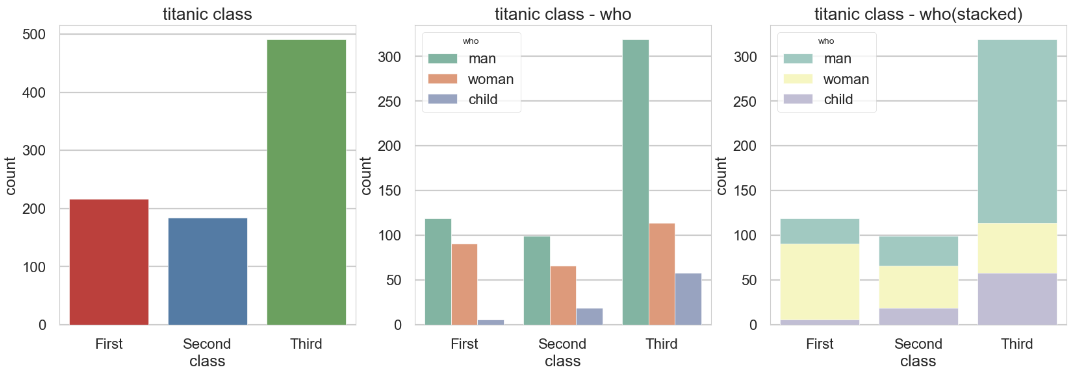 titanic class
500
400
300
200
100
0
count
First Second Third
class
titanic class - who
who
man
woman
child
300
250
200
150
100
50
0
count
First Second Third
class
titanic class - who(stacked)
who
man
woman
child
300
250
200
150
100
50
0
count
First Second Third
class